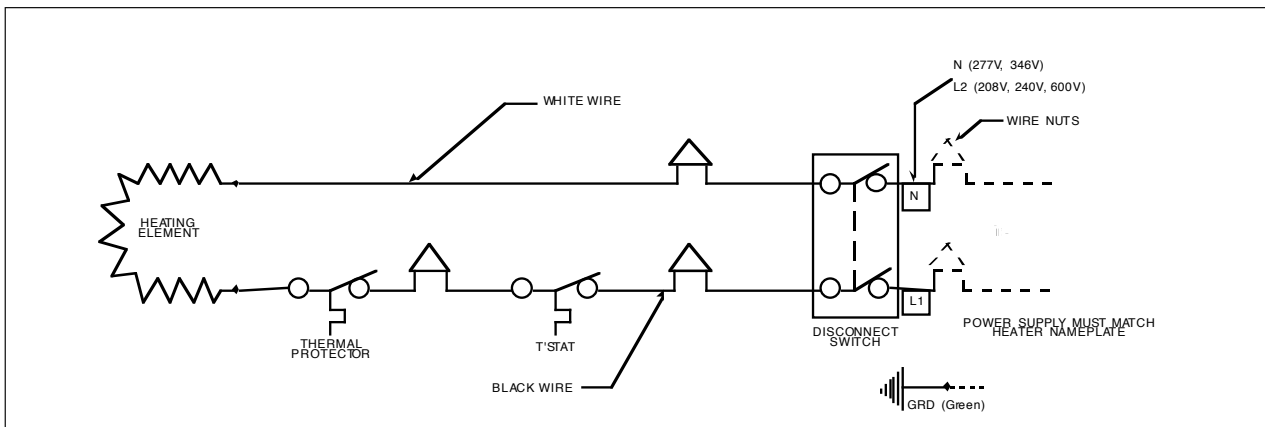 N (277V, 346V)
L2 (208V, 240V, 600V)
WHITE WIRE
WIRE NUTS
N
HEATING
ELEMENT
L1
THERMAL
PROTECTOR
T'STAT
DISCONNECT
SWITCH
POWER SUPPLY MUST MATCH
HEATER NAMEPLATE
BLACK WIRE
GRD (Green)